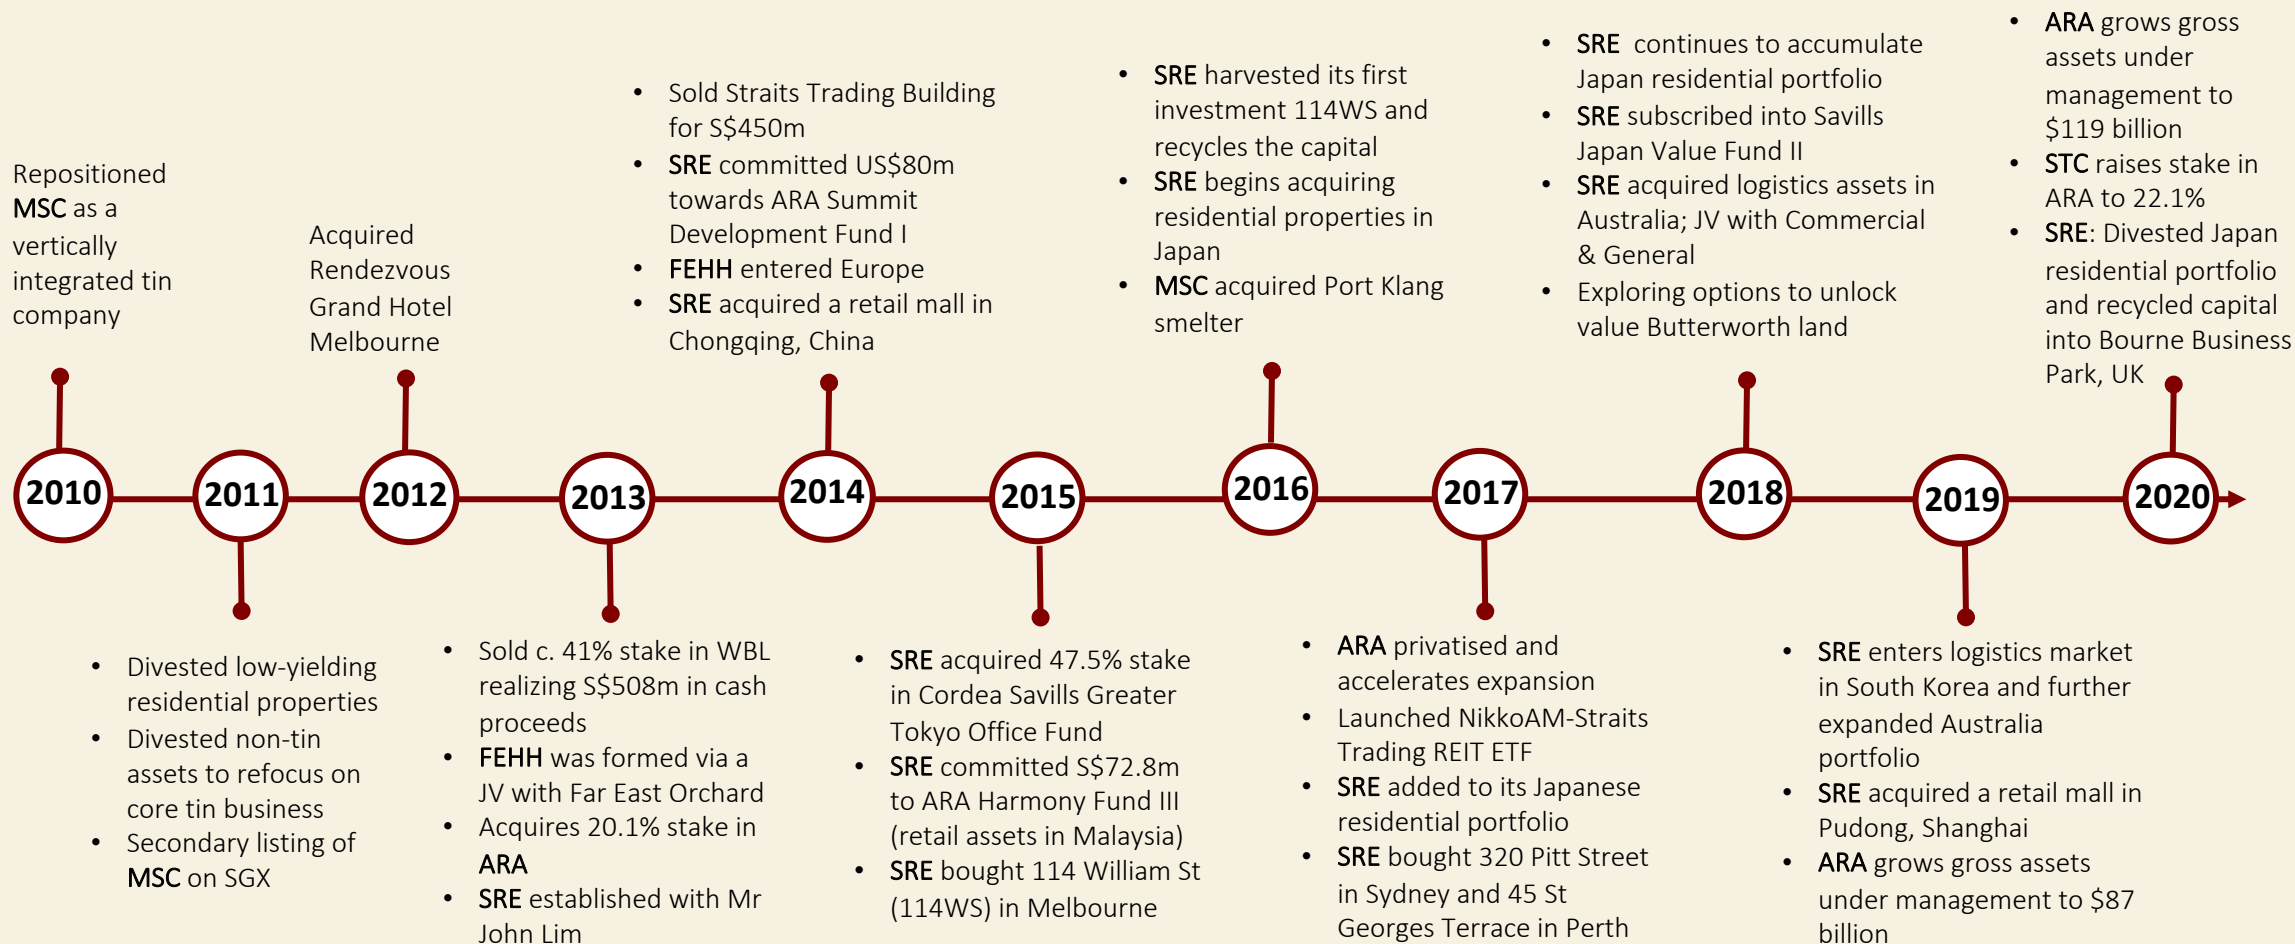 Repositioned
MSC as a
vertically
integrated tin
company
Acquired
Rendezvous
Grand Hotel
Melbourne
• Sold Straits Trading Building
for S$450m
• SRE committed US$80m
towards ARA Summit
Development Fund I
• FEHH entered Europe
• SRE acquired a retail mall in
Chongqing, China
• SRE harvested its first
investment 114WS and
recycles the capital
• SRE begins acquiring
residential properties in
Japan
• MSC acquired Port Klang
smelter
• SRE continues to accumulate
Japan residential portfolio
• SRE subscribed into Savills
Japan Value Fund II
• SRE acquired logistics assets in
Australia; JV with Commercial
& General
• Exploring options to unlock
value Butterworth land
• ARA grows gross
assets under
management to
$119 billion
• STC raises stake in
ARA to 22.1%
• SRE: Divested Japan
residential portfolio
and recycled capital
into Bourne Business
Park, UK
2010
2011
2012
2013
2014
2015
2016
2017
2018
2019
2020
• Divested low-yielding
residential properties
• Divested non-tin
assets to refocus on
core tin business
• Secondary listing of
MSC on SGX
• Sold c. 41% stake in WBL
realizing S$508m in cash
proceeds
• FEHH was formed via a
JV with Far East Orchard
• Acquires 20.1% stake in
ARA
• SRE established with Mr
John Lim
• SRE acquired 47.5% stake
in Cordea Savills Greater
Tokyo Office Fund
• SRE committed S$72.8m
to ARA Harmony Fund III
(retail assets in Malaysia)
• SRE bought 114 William St
(114WS) in Melbourne
• ARA privatised and
accelerates expansion
• Launched NikkoAM-Straits
Trading REIT ETF
• SRE added to its Japanese
residential portfolio
• SRE bought 320 Pitt Street
in Sydney and 45 St
Georges Terrace in Perth
• SRE enters logistics market
in South Korea and further
expanded Australia
portfolio
• SRE acquired a retail mall in
Pudong, Shanghai
• ARA grows gross assets
under management to $87
billion